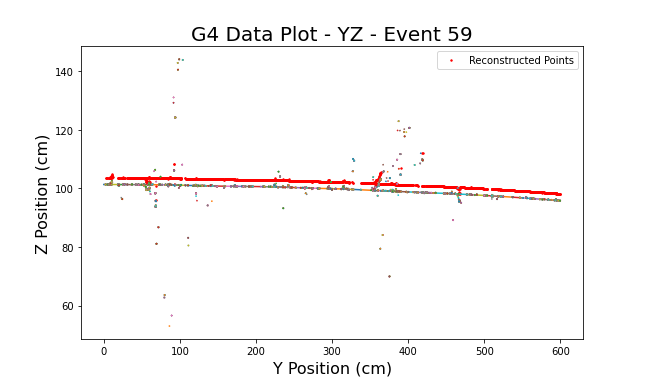 G4 Data Plot - YZ - Event 59
Reconstructed Points
140
120
100
80
60
Z Position (cm)
0 100 200 300 400 500 600
Y Position (cm)